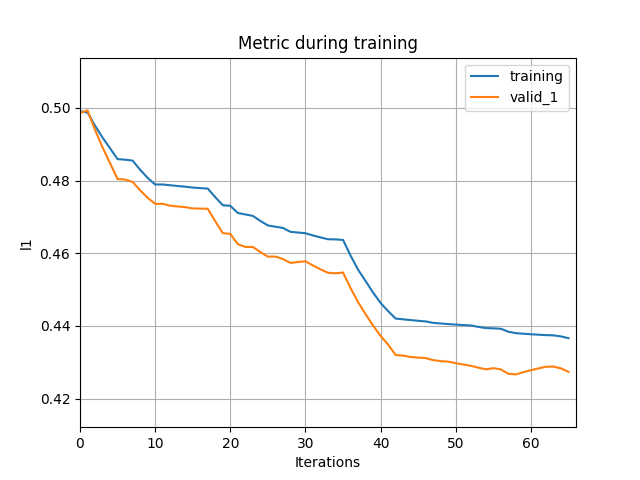 Metric during training
training
valid_1
0.50
0.48
0.46
0.44
0.42
l1
0 10 20 30 40 50 60
Iterations